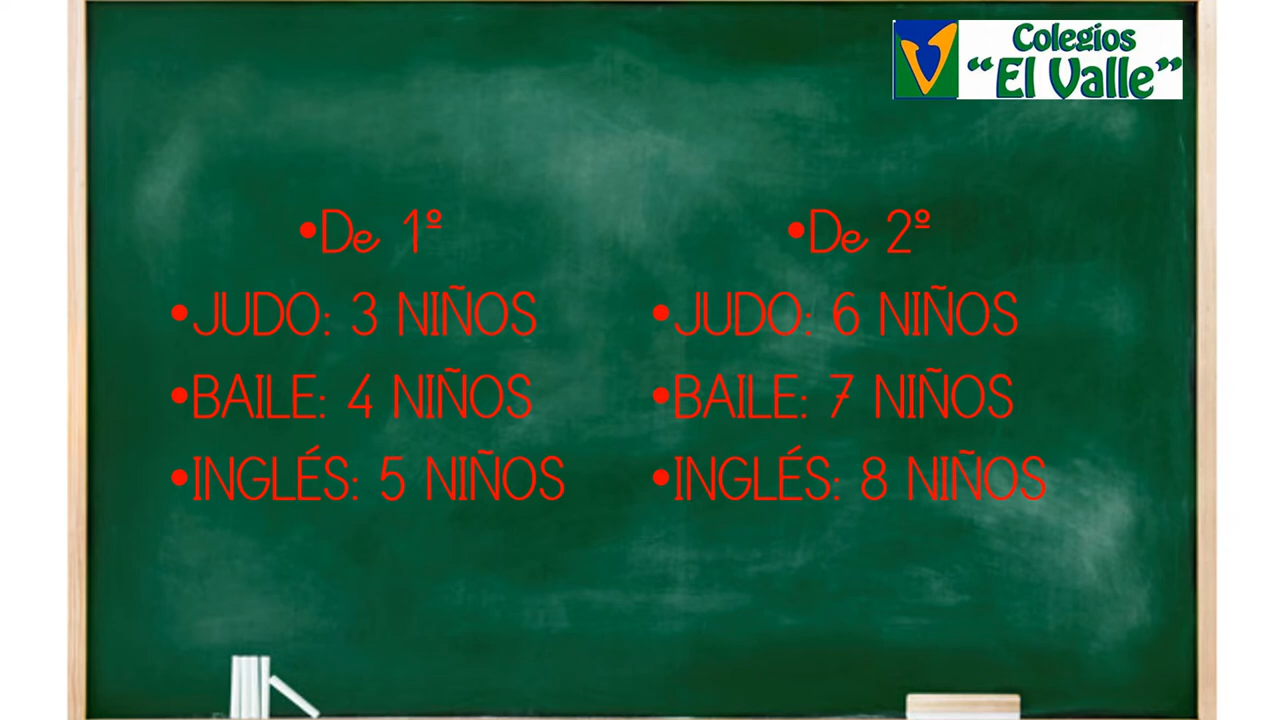 Colegios
“El Valle”
•De 1º
•JUDO: 3 NIÑOS
•BAILE: 4 NIÑOS
•INGLÉS: 5 NIÑOS
•De 2º
•JUDO: 6 NIÑOS
•BAILE: 7 NIÑOS
•INGLÉS: 8 NIÑOS